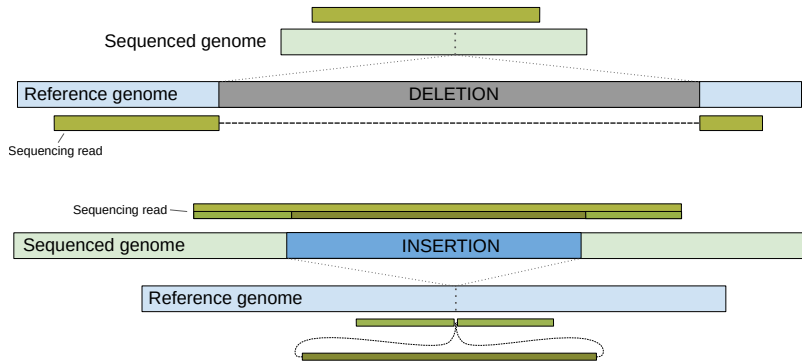 Sequenced genome
Reference genome
DELETION
Sequencing read
Sequencing read
Sequenced genome
INSERTION
Reference genome